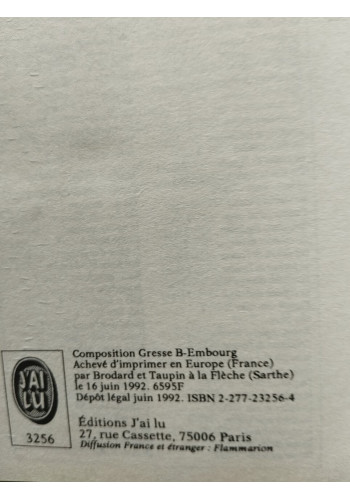 Composition Gresse B-Embourg
Achevé d'imprimer en Europe (France)
par Brodard et Taupin à la Flèche (Sarthe)
le 16 juin 1992. 6595F
Dépôt légal juin 1992. ISBN 2-277-23256-4
J'AI
LU
3256
Éditions J'ai lu
27, rue Cassette, 75006 Paris
Diffusion France et étranger : Flammarion